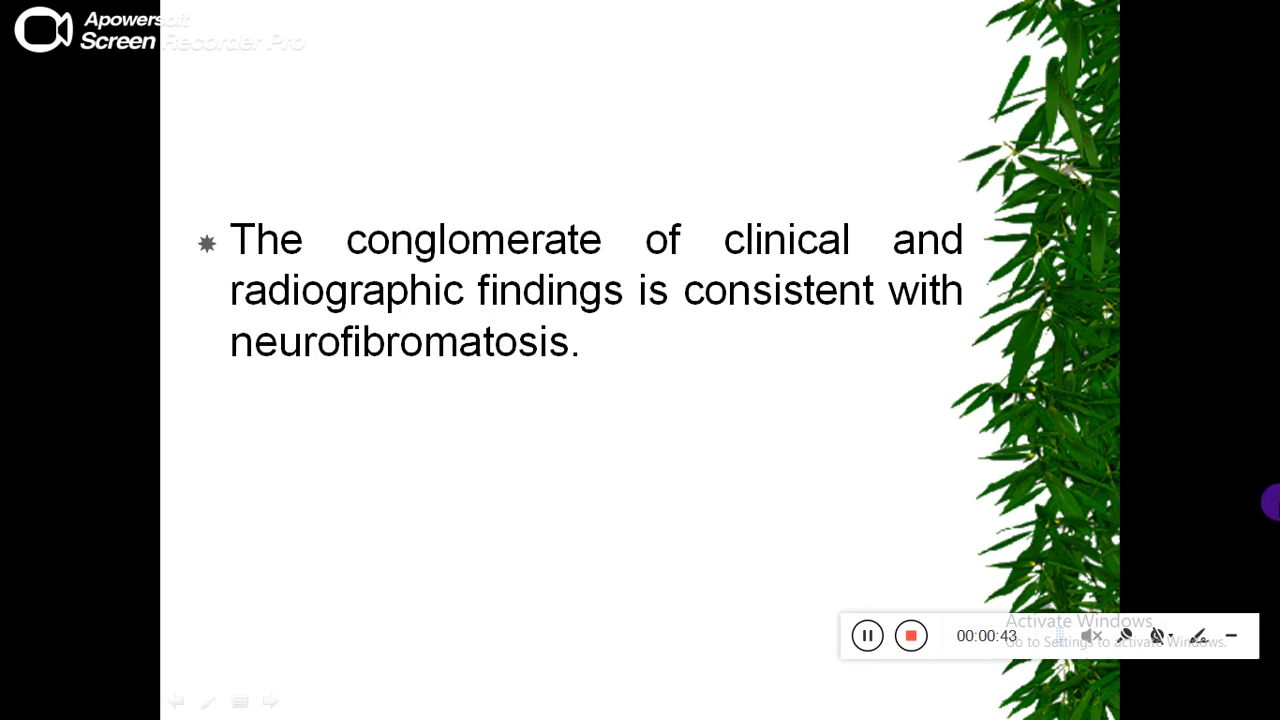 Apowersoft
Screen Recorder Pro
The conglomerate of clinical and
radiographic findings is consistent with
neurofibromatosis.
Activate Windows
00:00:43
Go to Settings to activate Windows.